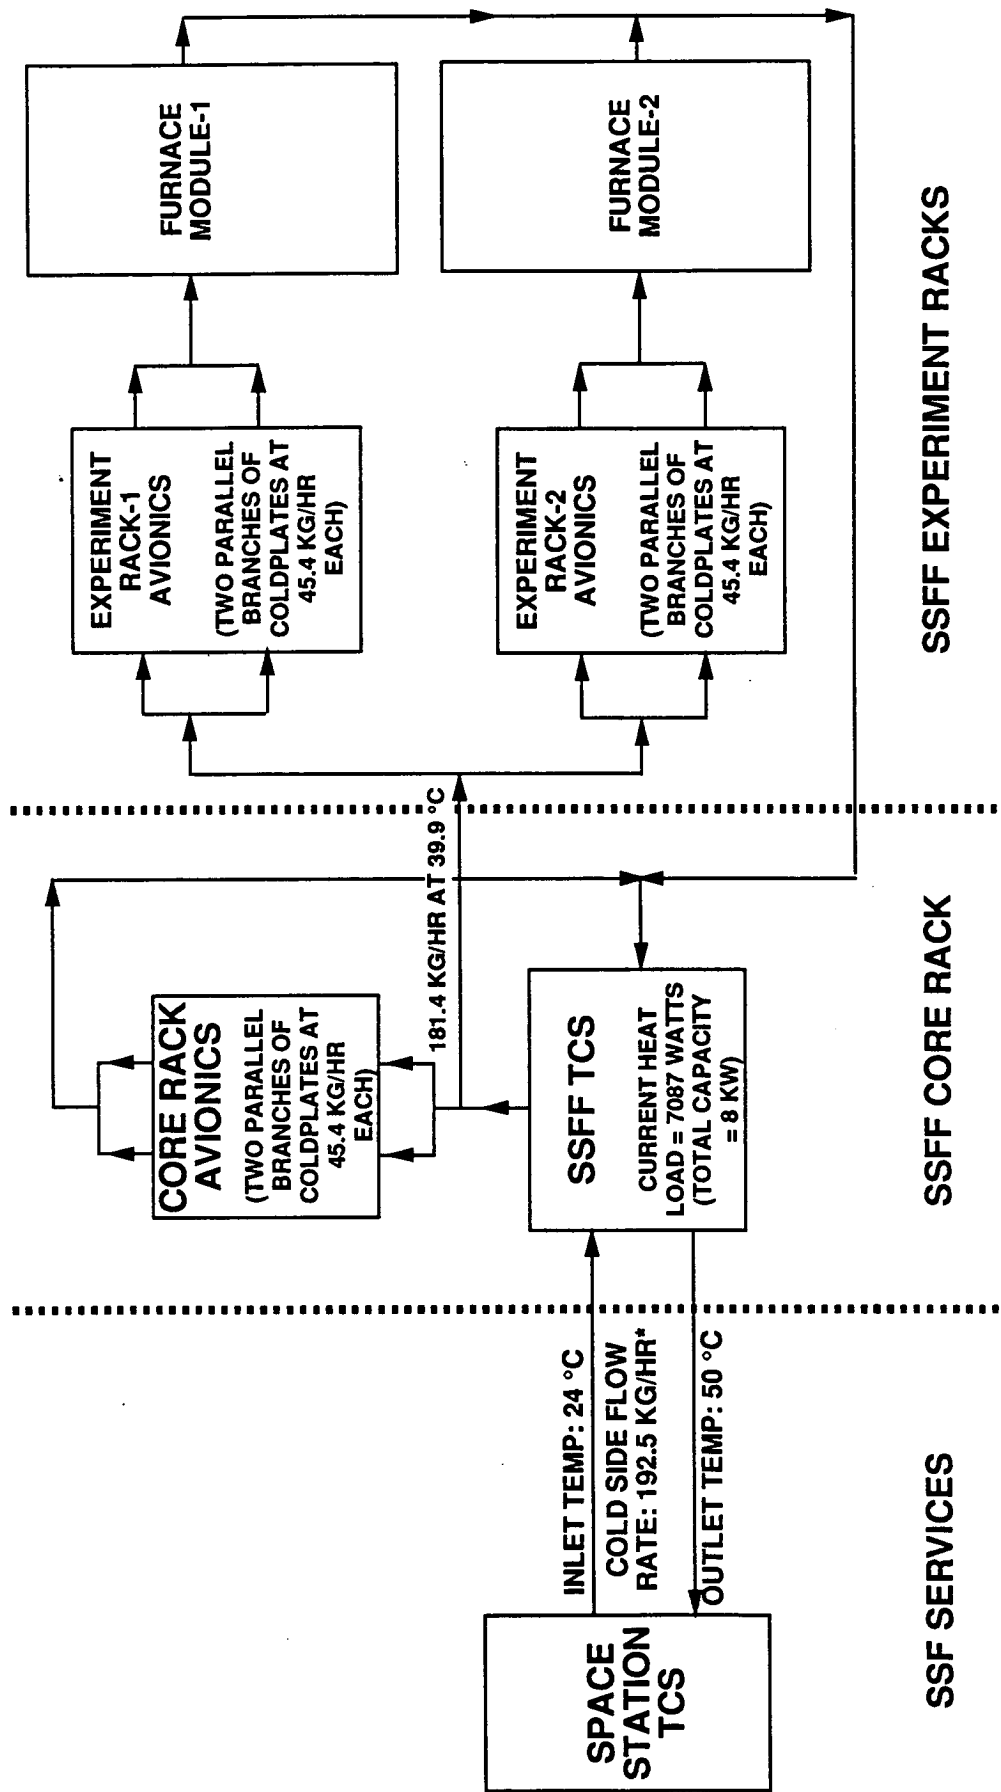 SPACE
STATION
TCS
INLET TEMP: 24 °C
COLD SIDE FLOW
RATE: 192.5 KG/HR*
OUTLET TEMP: 50 °C
SSF SERVICES
CORE RACK
AVIONICS
(TWO PARALLEL
BRANCHES OF
COLDPLATES AT
45.4 KG/HR
EACH)
181.4 KG/HR AT 39.9 °C
SSFF TCS
CURRENT HEAT
LOAD = 7087 WATTS
(TOTAL CAPACITY
= 8 KW)
SSFF CORE RACK
EXPERIMENT
RACK-1
AVIONICS
(TWO PARALLEL
BRANCHES OF
COLDPLATES AT
45.4 KG/HR
EACH)
FURNACE
MODULE-1
EXPERIMENT
RACK-2
AVIONICS
(TWO PARALLEL
BRANCHES OF
COLDPLATES AT
45.4 KG/HR
EACH)
FURNACE
MODULE-2
SSFF EXPERIMENT RACKS